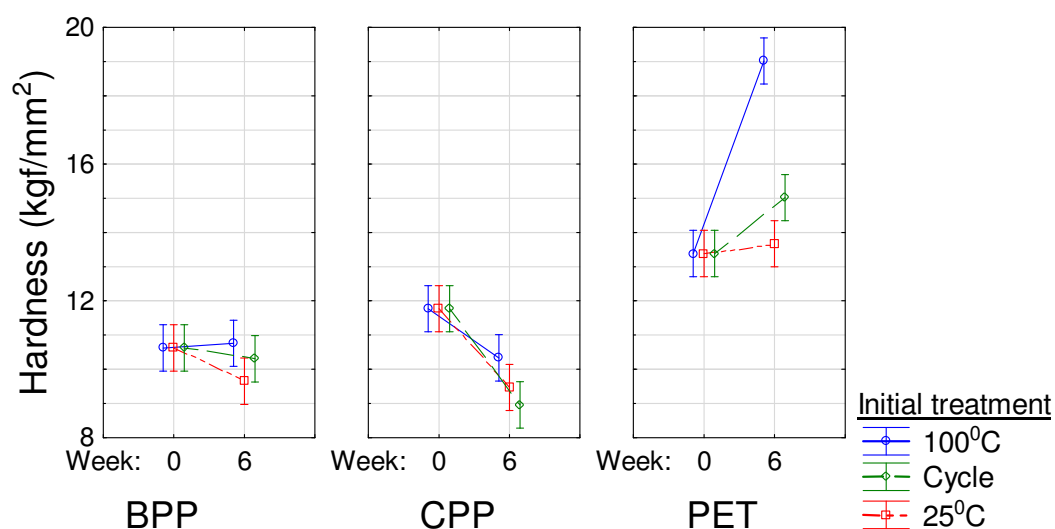 Hardness (kgf/mm²)
20
16
12
8
Week: 0 6
Week: 0 6
Week: 0 6
BPP
CPP
PET
Initial treatment
100⁰C
Cycle
25⁰C